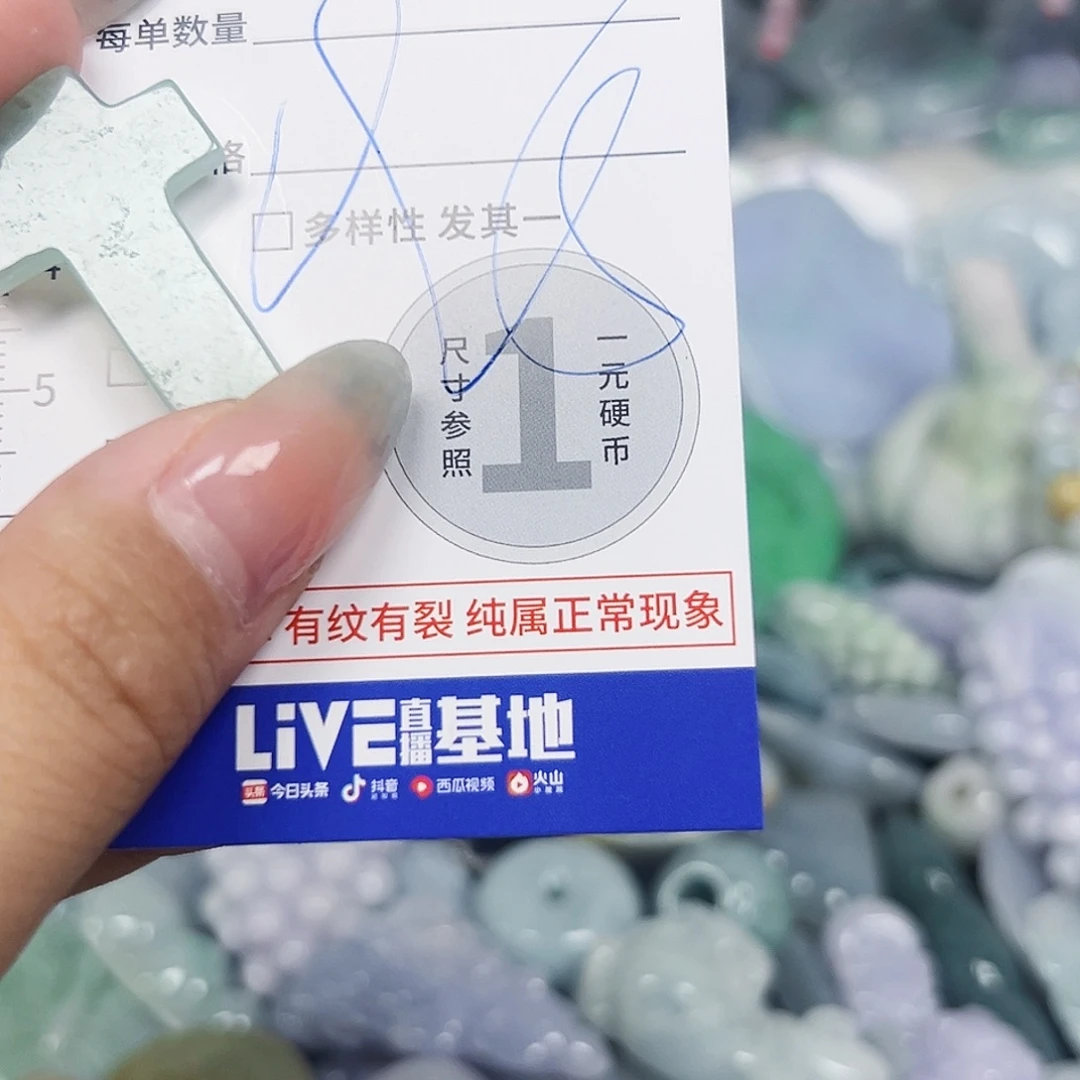 每单数量
格
多样性 发其一
尺寸参照
1
一元硬币
5
有纹有裂 纯属正常现象
LiVE直播基地
头条 今日头条 抖音 西瓜视频 火山